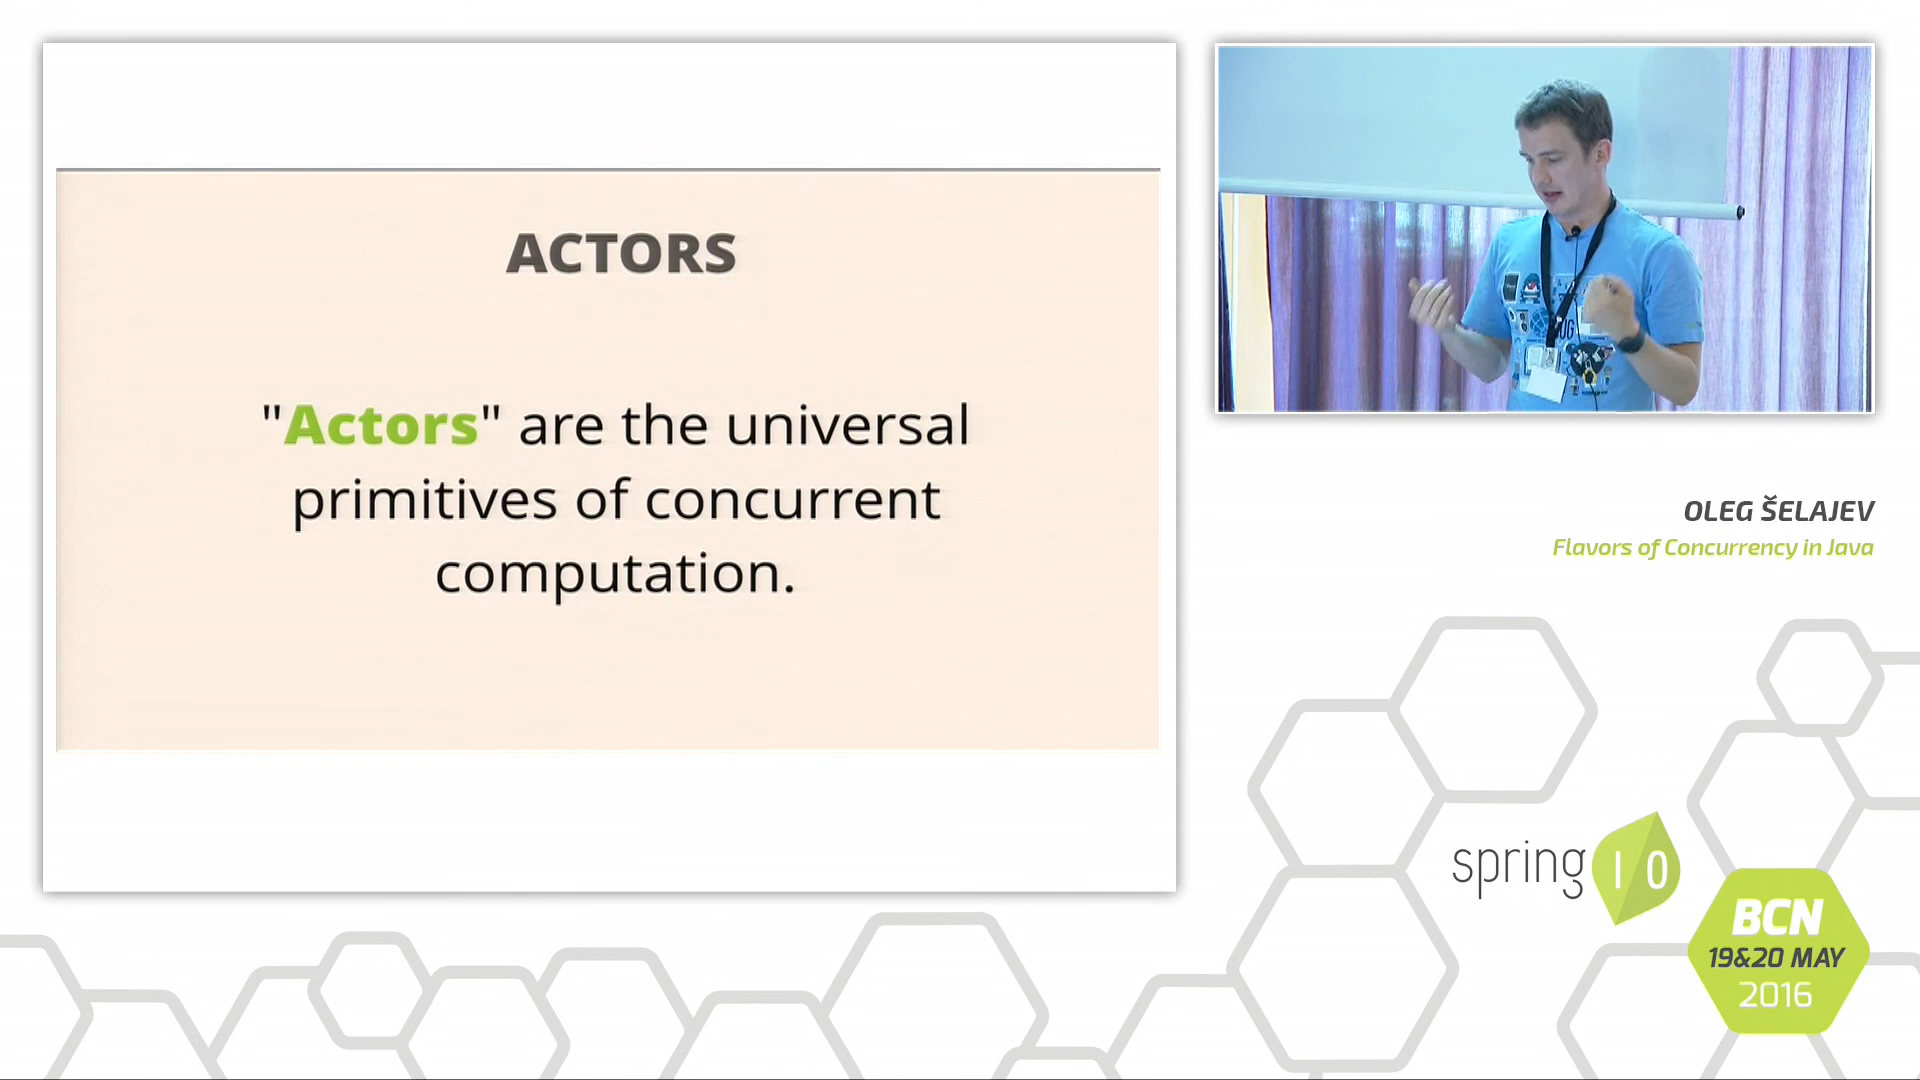 ACTORS
"Actors" are the universal
primitives of concurrent
computation.
OLEG ŠELAJEV
Flavors of Concurrency in Java
spring I O
BCN
19&20 MAY
2016